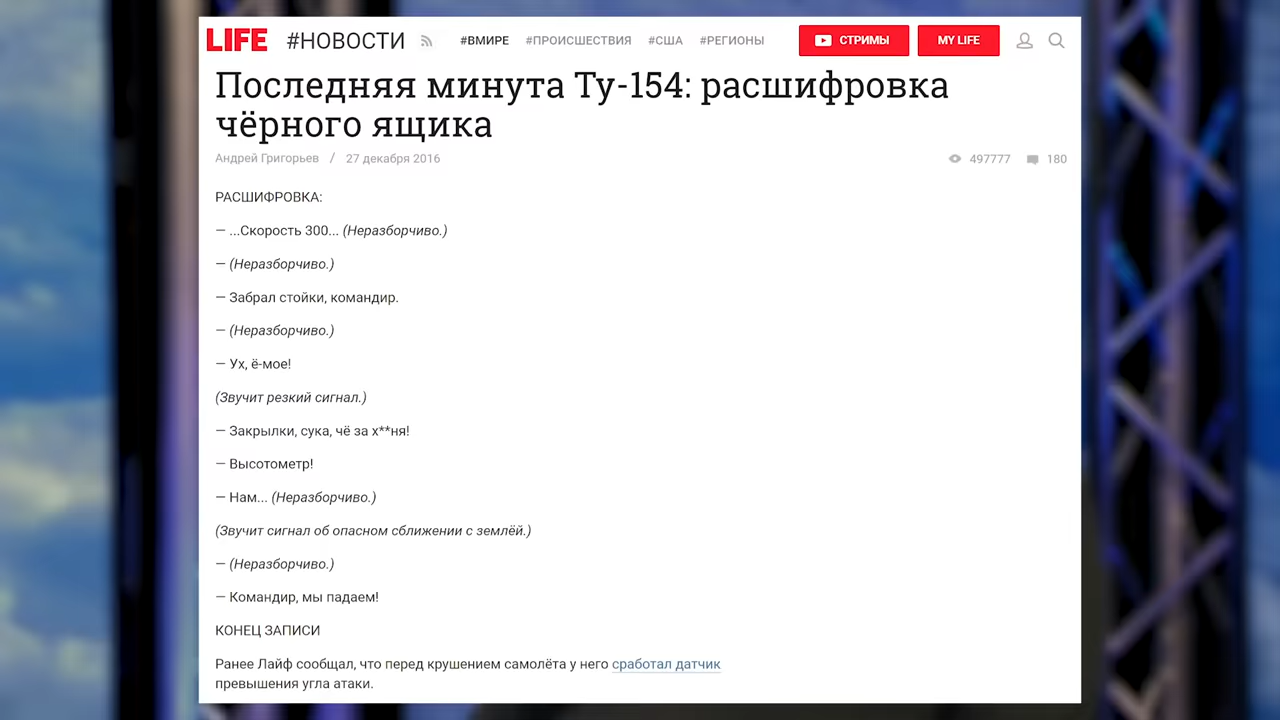 LIFE #НОВОСТИ #ВМИРЕ #ПРОИСШЕСТВИЯ #США #РЕГИОНЫ СТРИМЫ MY LIFE
Последняя минута Ту-154: расшифровка
чёрного ящика
Андрей Григорьев / 27 декабря 2016 497777 180
РАСШИФРОВКА:
— ...Скорость 300... (Неразборчиво.)
— (Неразборчиво.)
— Забрал стойки, командир.
— (Неразборчиво.)
— Ух, ё-мое!
(Звучит резкий сигнал.)
— Закрылки, сука, чё за х**ня!
— Высотометр!
— Нам... (Неразборчиво.)
(Звучит сигнал об опасном сближении с землёй.)
— (Неразборчиво.)
— Командир, мы падаем!
КОНЕЦ ЗАПИСИ
Ранее Лайф сообщал, что перед крушением самолёта у него сработал датчик
превышения угла атаки.